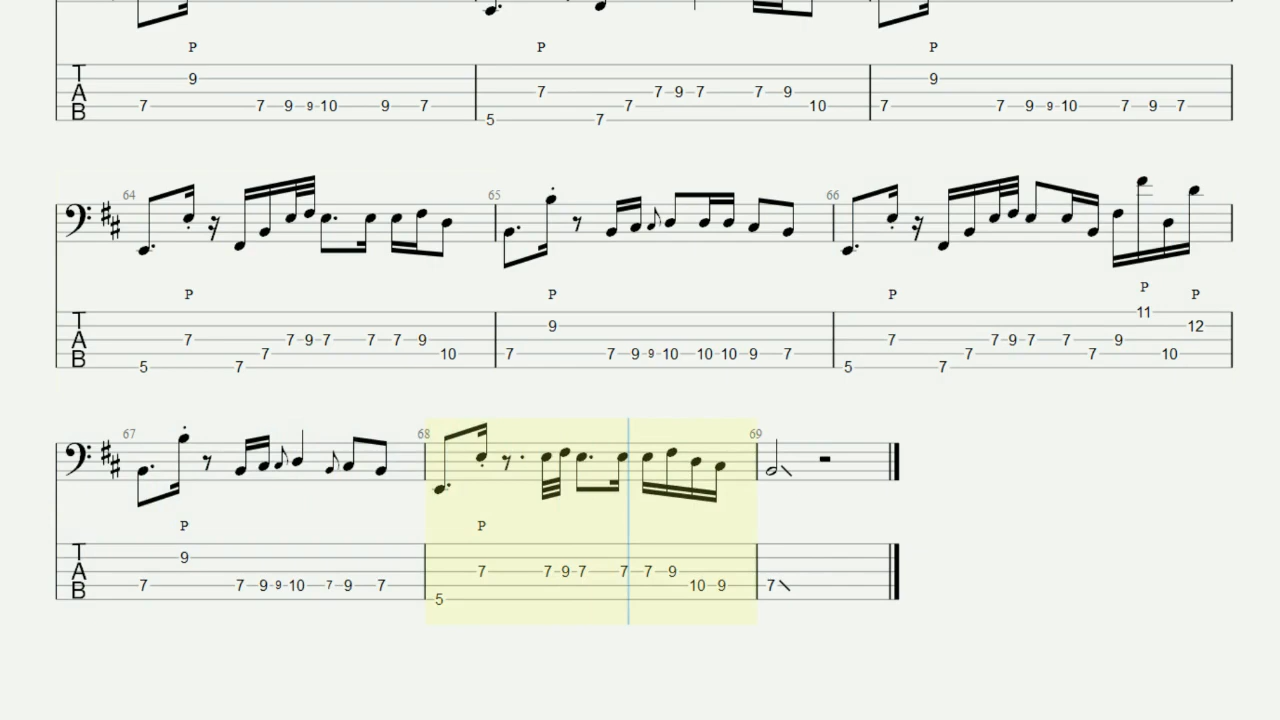 P P P
T A B
9 9
7 7 9 7 7 9
7 7 9 9 10 9 7 7 10 7 7 9 9 10 7 9 7
5 7
64 65 66
P P P P P
T A B
11
9 12
7 7 9 7 7 7 9 7 7 9 7 7 9
7 10 7 7 9 9 10 10 10 9 7 7 7 10
5 7 5 7
67 68 69
P P
T A B
9
7 7 9 7 7 7 9
7 7 9 9 10 7 9 7 10 9 7
5